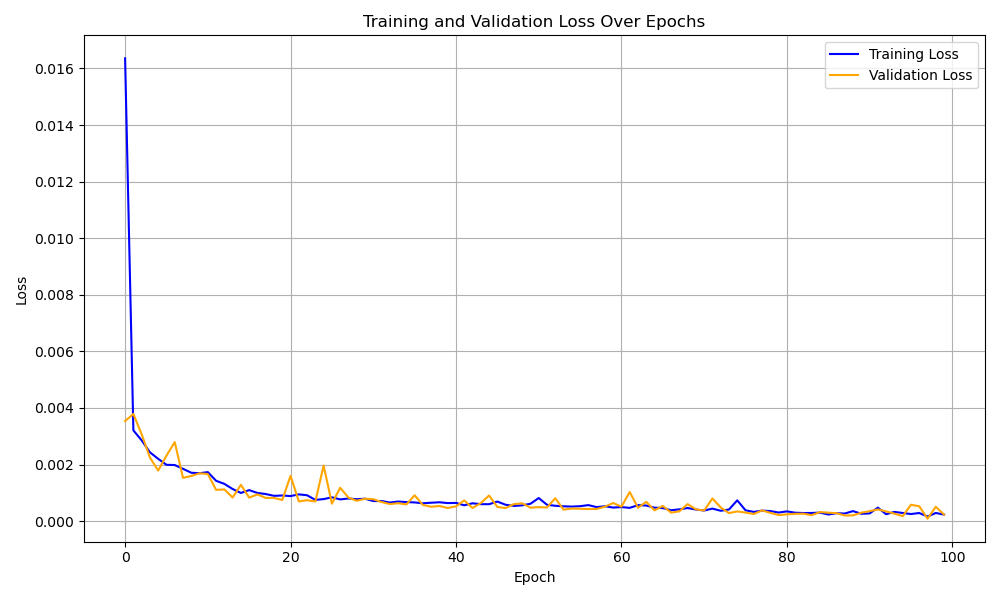 Training and Validation Loss Over Epochs
Training Loss
Validation Loss
0.016
0.014
0.012
0.010
0.008
0.006
0.004
0.002
0.000
Loss
0 20 40 60 80 100
Epoch